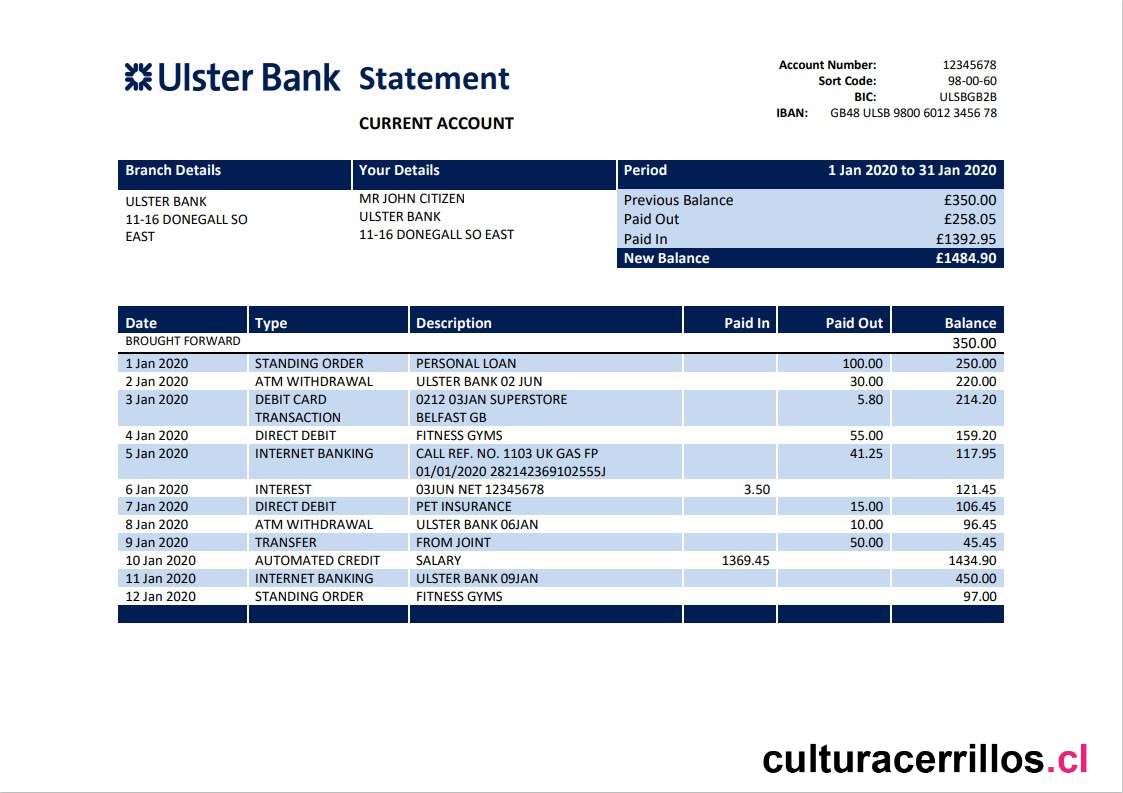 Ulster Bank Statement
CURRENT ACCOUNT
Account Number: 12345678
Sort Code: 98-00-60
BIC: ULSBGB2B
IBAN: GB48 ULSB 9800 6012 3456 78
Branch Details
ULSTER BANK
11-16 DONEGALL SO
EAST
Your Details
MR JOHN CITIZEN
ULSTER BANK
11-16 DONEGALL SO EAST
Period 1 Jan 2020 to 31 Jan 2020
Previous Balance £350.00
Paid Out £258.05
Paid In £1392.95
New Balance £1484.90
Date Type Description Paid In Paid Out Balance
BROUGHT FORWARD 350.00
1 Jan 2020 STANDING ORDER PERSONAL LOAN 100.00 250.00
2 Jan 2020 ATM WITHDRAWAL ULSTER BANK 02 JUN 30.00 220.00
3 Jan 2020 DEBIT CARD 0212 03JAN SUPERSTORE 5.80 214.20
TRANSACTION BELFAST GB
4 Jan 2020 DIRECT DEBIT FITNESS GYMS 55.00 159.20
5 Jan 2020 INTERNET BANKING CALL REF. NO. 1103 UK GAS FP 41.25 117.95
01/01/2020 282142369102555J
6 Jan 2020 INTEREST 03JUN NET 12345678 3.50 121.45
7 Jan 2020 DIRECT DEBIT PET INSURANCE 15.00 106.45
8 Jan 2020 ATM WITHDRAWAL ULSTER BANK 06JAN 10.00 96.45
9 Jan 2020 TRANSFER FROM JOINT 50.00 45.45
10 Jan 2020 AUTOMATED CREDIT SALARY 1369.45 1434.90
11 Jan 2020 INTERNET BANKING ULSTER BANK 09JAN 450.00
12 Jan 2020 STANDING ORDER FITNESS GYMS 97.00
culturacerrillos.cl